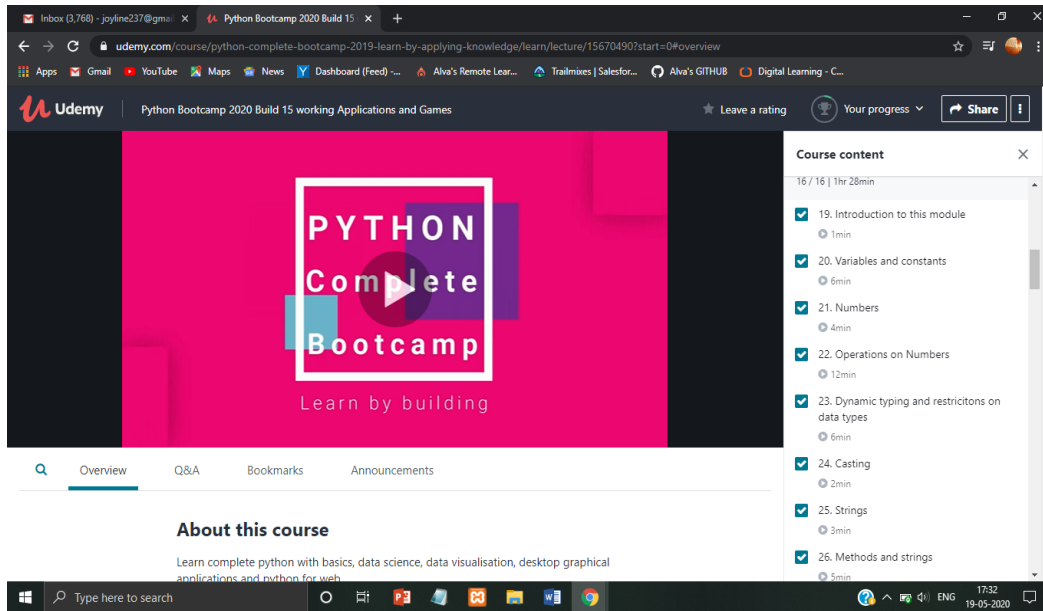 Inbox (3,768) - joyline237@gmai
Python Bootcamp 2020 Build 15
udemy.com/course/python-complete-bootcamp-2019-learn-by-applying-knowledge/learn/lecture/15670490?start=0#overview
Apps Gmail YouTube Maps News Dashboard (Feed) -... Alva's Remote Lear... Trailmixes | Salesfor... Alva's GITHUB Digital Learning - C...
Udemy Python Bootcamp 2020 Build 15 working Applications and Games Leave a rating Your progress Share
PYTHON
Complete
Bootcamp
Learn by building
Overview Q&A Bookmarks Announcements
About this course
Learn complete python with basics, data science, data visualisation, desktop graphical
applications and python for web
Course content
16 / 16 | 1hr 28min
19. Introduction to this module
1min
20. Variables and constants
6min
21. Numbers
4min
22. Operations on Numbers
12min
23. Dynamic typing and restricitons on
data types
6min
24. Casting
2min
25. Strings
3min
26. Methods and strings
5min
Type here to search
ENG
17:32
19-05-2020